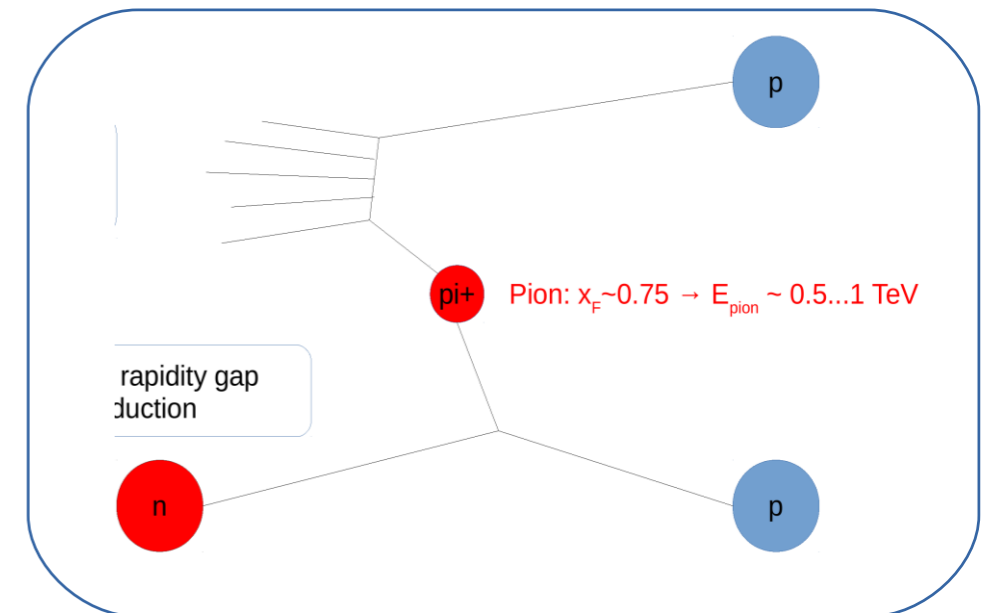 p
pi+
Pion: x_F~0.75 → E_pion ~ 0.5...1 TeV
rapidity gap
duction
n
p